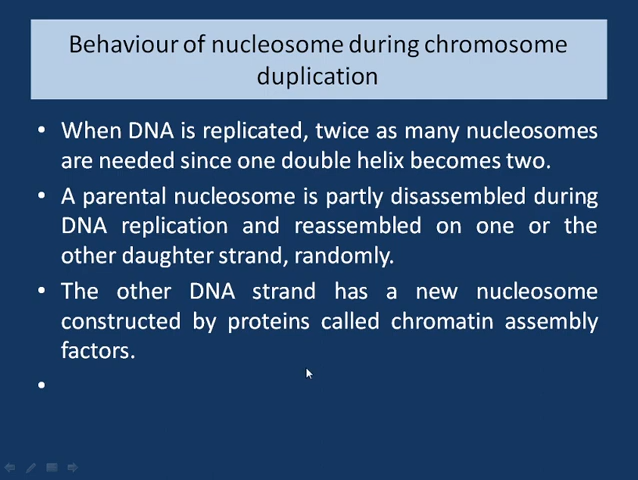 Behaviour of nucleosome during chromosome
duplication
• When DNA is replicated, twice as many nucleosomes
are needed since one double helix becomes two.
• A parental nucleosome is partly disassembled during
DNA replication and reassembled on one or the
other daughter strand, randomly.
• The other DNA strand has a new nucleosome
constructed by proteins called chromatin assembly
factors.
•